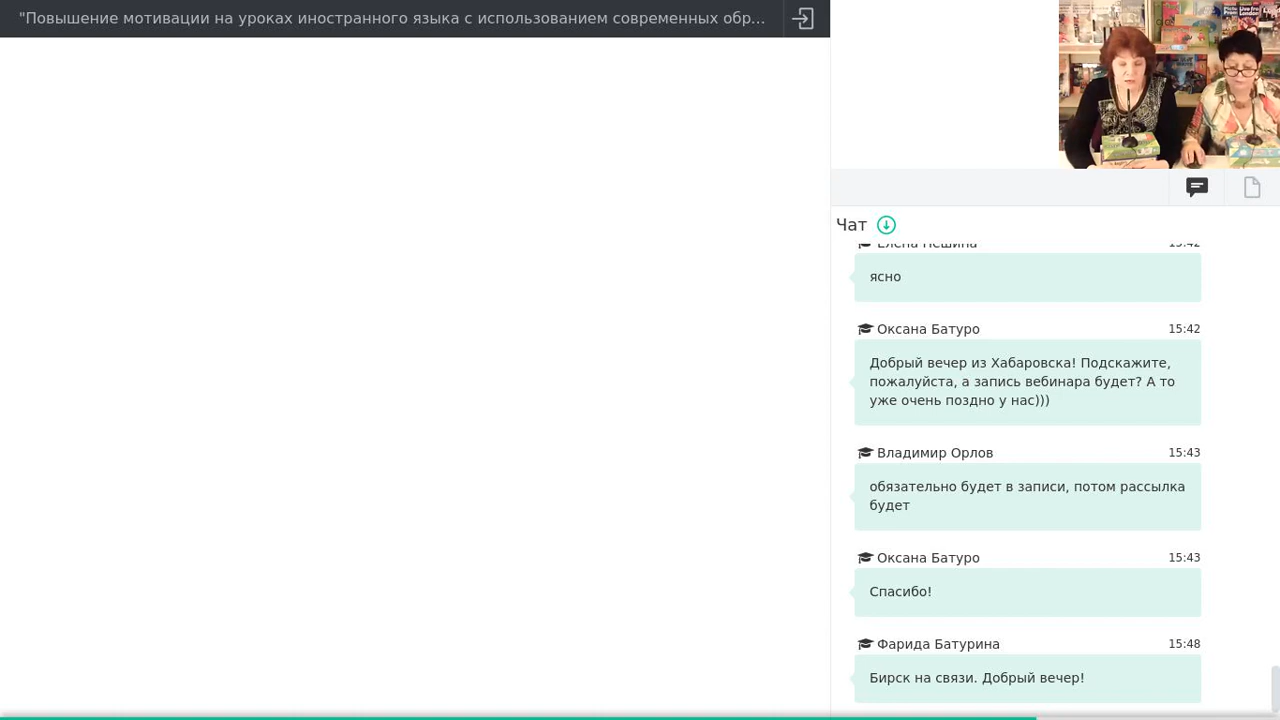 "Повышение мотивации на уроках иностранного языка с использованием современных обр...
Чат
15:42
ясно
Оксана Батуро 15:42
Добрый вечер из Хабаровска! Подскажите,
пожалуйста, а запись вебинара будет? А то
уже очень поздно у нас)))
Владимир Орлов 15:43
обязательно будет в записи, потом рассылка
будет
Оксана Батуро 15:43
Спасибо!
Фарида Батурина 15:48
Бирск на связи. Добрый вечер!